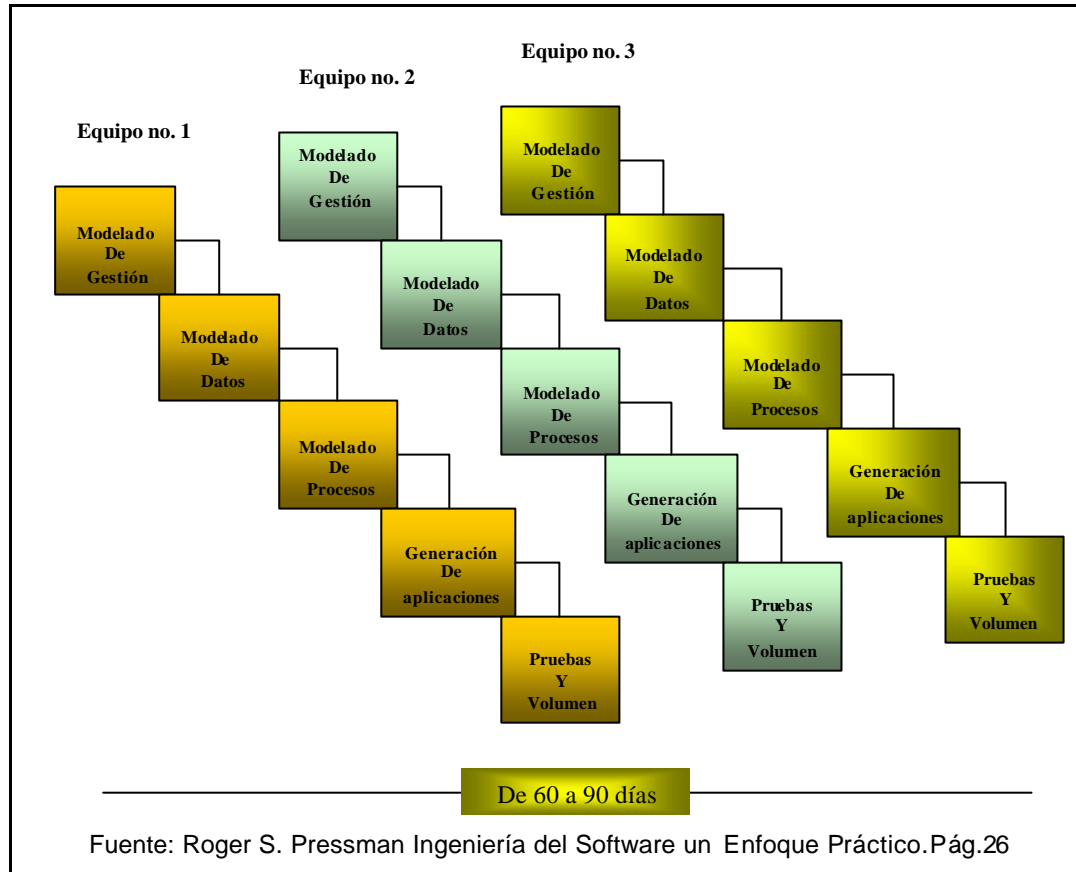 Equipo no. 1
Modelado
De
Gestión
Modelado
De
Datos
Modelado
De
Procesos
Generación
De
aplicaciones
Pruebas
Y
Volumen
Equipo no. 2
Modelado
De
Gestión
Modelado
De
Datos
Modelado
De
Procesos
Generación
De
aplicaciones
Pruebas
Y
Volumen
Equipo no. 3
Modelado
De
Gestión
Modelado
De
Datos
Modelado
De
Procesos
Generación
De
aplicaciones
Pruebas
Y
Volumen
De 60 a 90 días
Fuente: Roger S. Pressman Ingeniería del Software un Enfoque Práctico.Pág.26